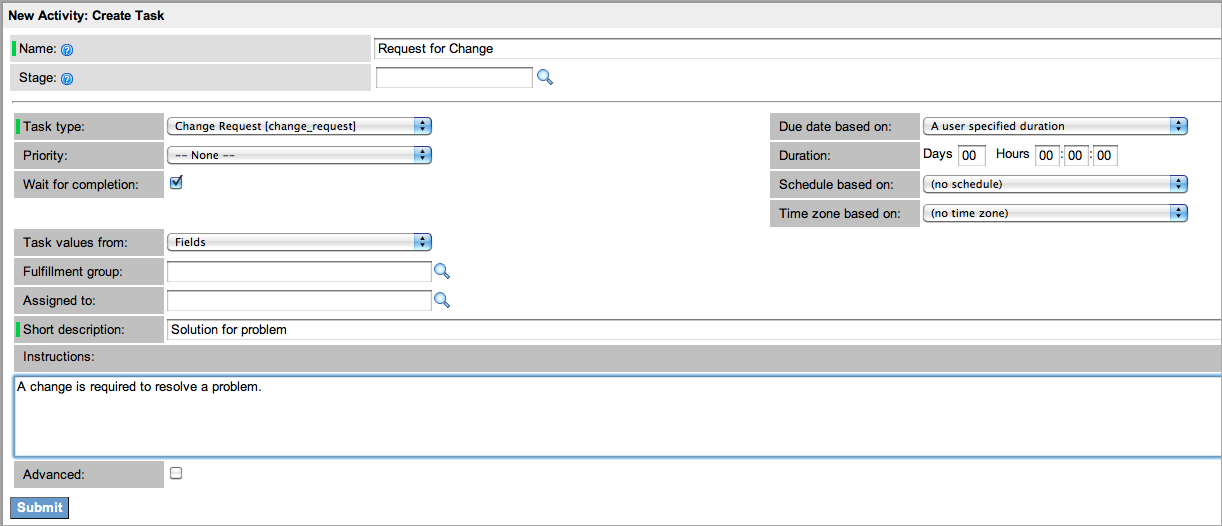 New Activity: Create Task
Name: ?
Request for Change
Stage: ?
Task type:
Change Request [change_request]
Due date based on:
A user specified duration
Priority:
-- None --
Duration:
Days 00 Hours 00:00:00
Wait for completion:
Schedule based on:
(no schedule)
Time zone based on:
(no time zone)
Task values from:
Fields
Fulfillment group:
Assigned to:
Short description:
Solution for problem
Instructions:
A change is required to resolve a problem.
Advanced:
Submit